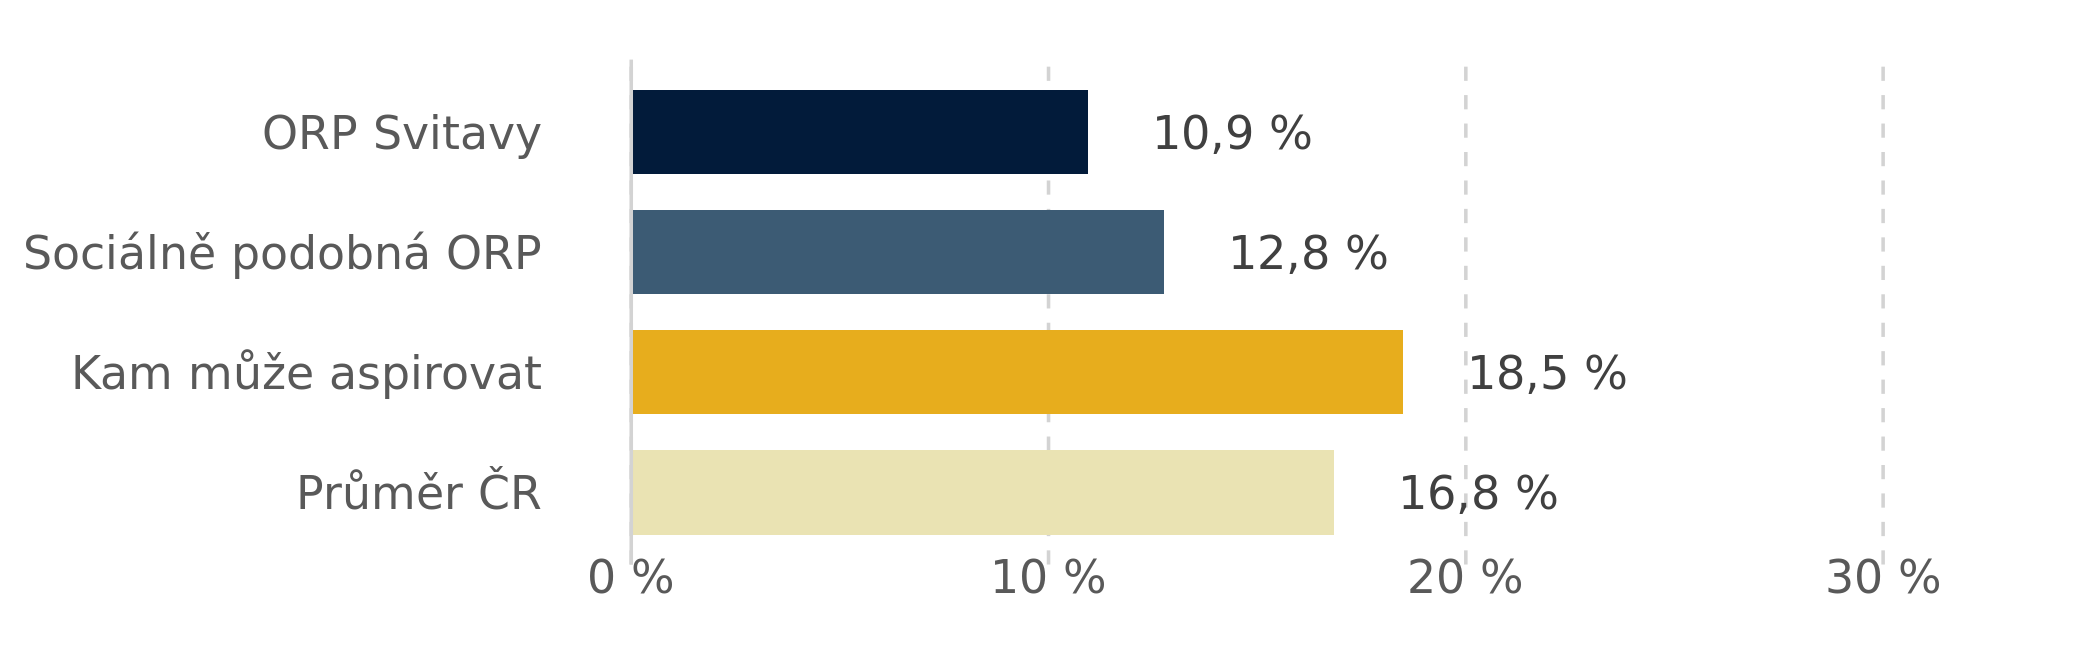 ORP Svitavy 10,9 %
Sociálně podobná ORP 12,8 %
Kam může aspirovat 18,5 %
Průměr ČR 16,8 %
0 % 10 % 20 % 30 %